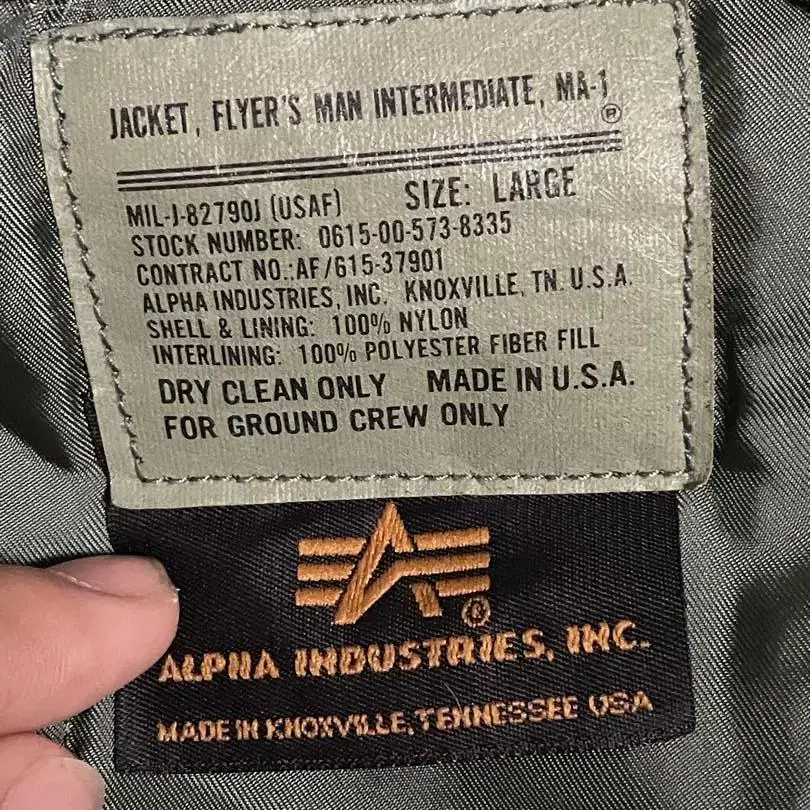 JACKET, FLYER'S MAN INTERMEDIATE, MA-1 ®
MIL-J-82790J (USAF) SIZE: LARGE
STOCK NUMBER: 0615-00-573-8335
CONTRACT NO.:AF/615-37901
ALPHA INDUSTRIES, INC. KNOXVILLE, TN. U.S.A.
SHELL & LINING: 100% NYLON
INTERLINING: 100% POLYESTER FIBER FILL
DRY CLEAN ONLY MADE IN U.S.A.
FOR GROUND CREW ONLY
®
ALPHA INDUSTRIES, INC.
MADE IN KNOXVILLE, TENNESSEE USA